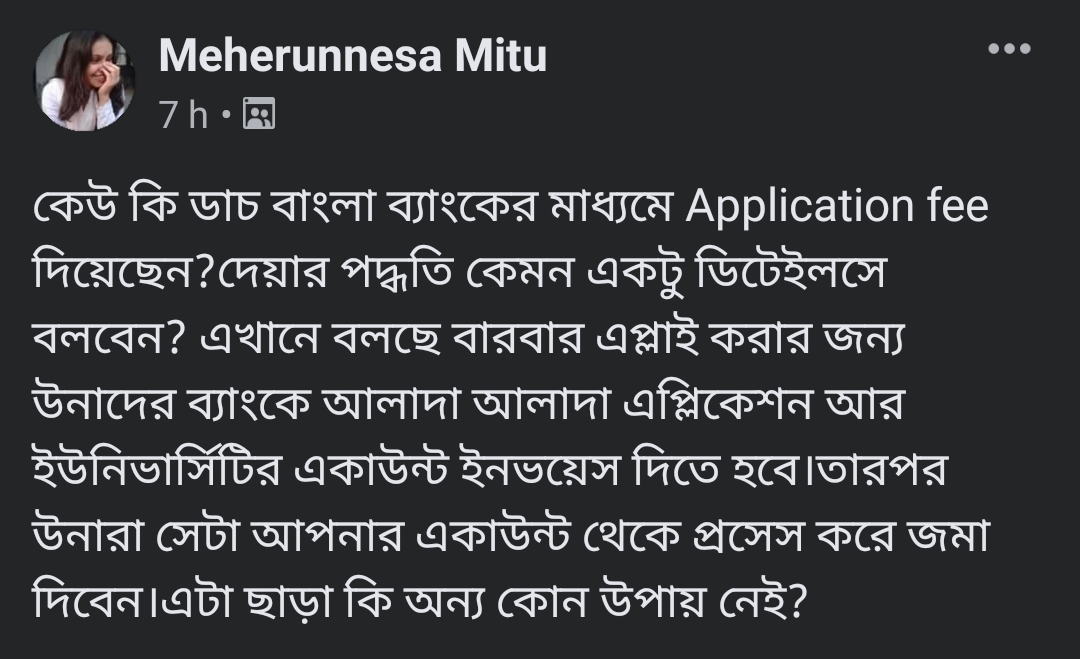 Meherunnesa Mitu
7 h •
কেউ কি ডাচ বাংলা ব্যাংকের মাধ্যমে Application fee
দিয়েছেন?দেয়ার পদ্ধতি কেমন একটু ডিটেইলসে
বলবেন? এখানে বলছে বারবার এপ্লাই করার জন্য
উনাদের ব্যাংকে আলাদা আলাদা এপ্লিকেশন আর
ইউনিভার্সিটির একাউন্ট ইনভয়েস দিতে হবে।তারপর
উনারা সেটা আপনার একাউন্ট থেকে প্রসেস করে জমা
দিবেন।এটা ছাড়া কি অন্য কোন উপায় নেই?